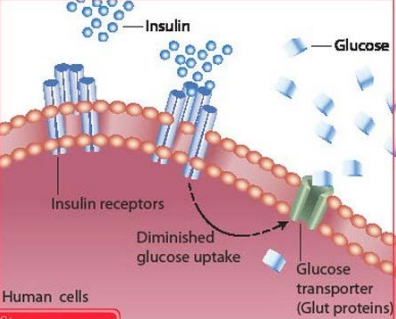 Insulin
Glucose
Insulin receptors
Diminished
glucose uptake
Glucose
transporter
(Glut proteins)
Human cells